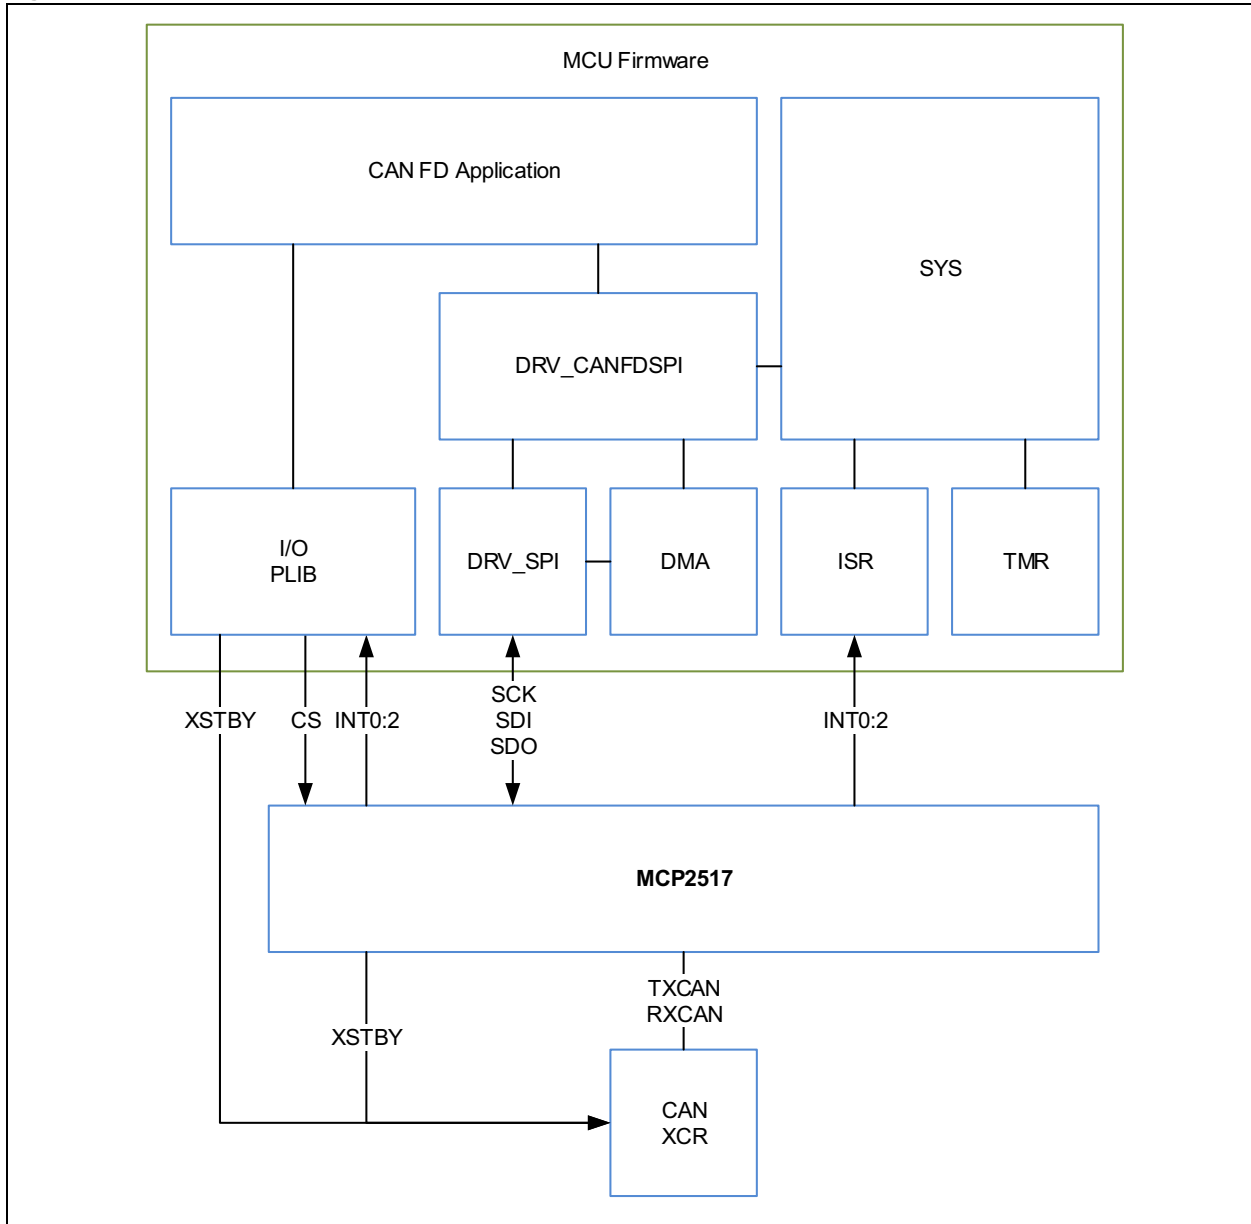 MCU Firmware
CAN FD Application
SYS
DRV_CANFDSPI
I/O
PLIB
DRV_SPI
DMA
ISR
TMR
XSTBY
CS
INT0:2
SCK
SDI
SDO
INT0:2
MCP2517
TXCAN
RXCAN
XSTBY
CAN
XCR